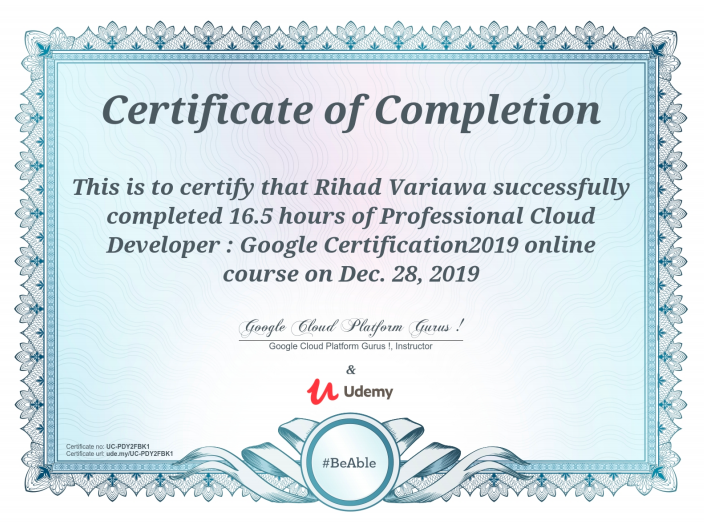 Certificate of Completion
This is to certify that Rihad Variawa successfully
completed 16.5 hours of Professional Cloud
Developer : Google Certification2019 online
course on Dec. 28, 2019
Google Cloud Platform Gurus !
Google Cloud Platform Gurus !, Instructor
&
Udemy
Certificate no: UC-PDY2FBK1
Certificate url: ude.my/UC-PDY2FBK1
#BeAble